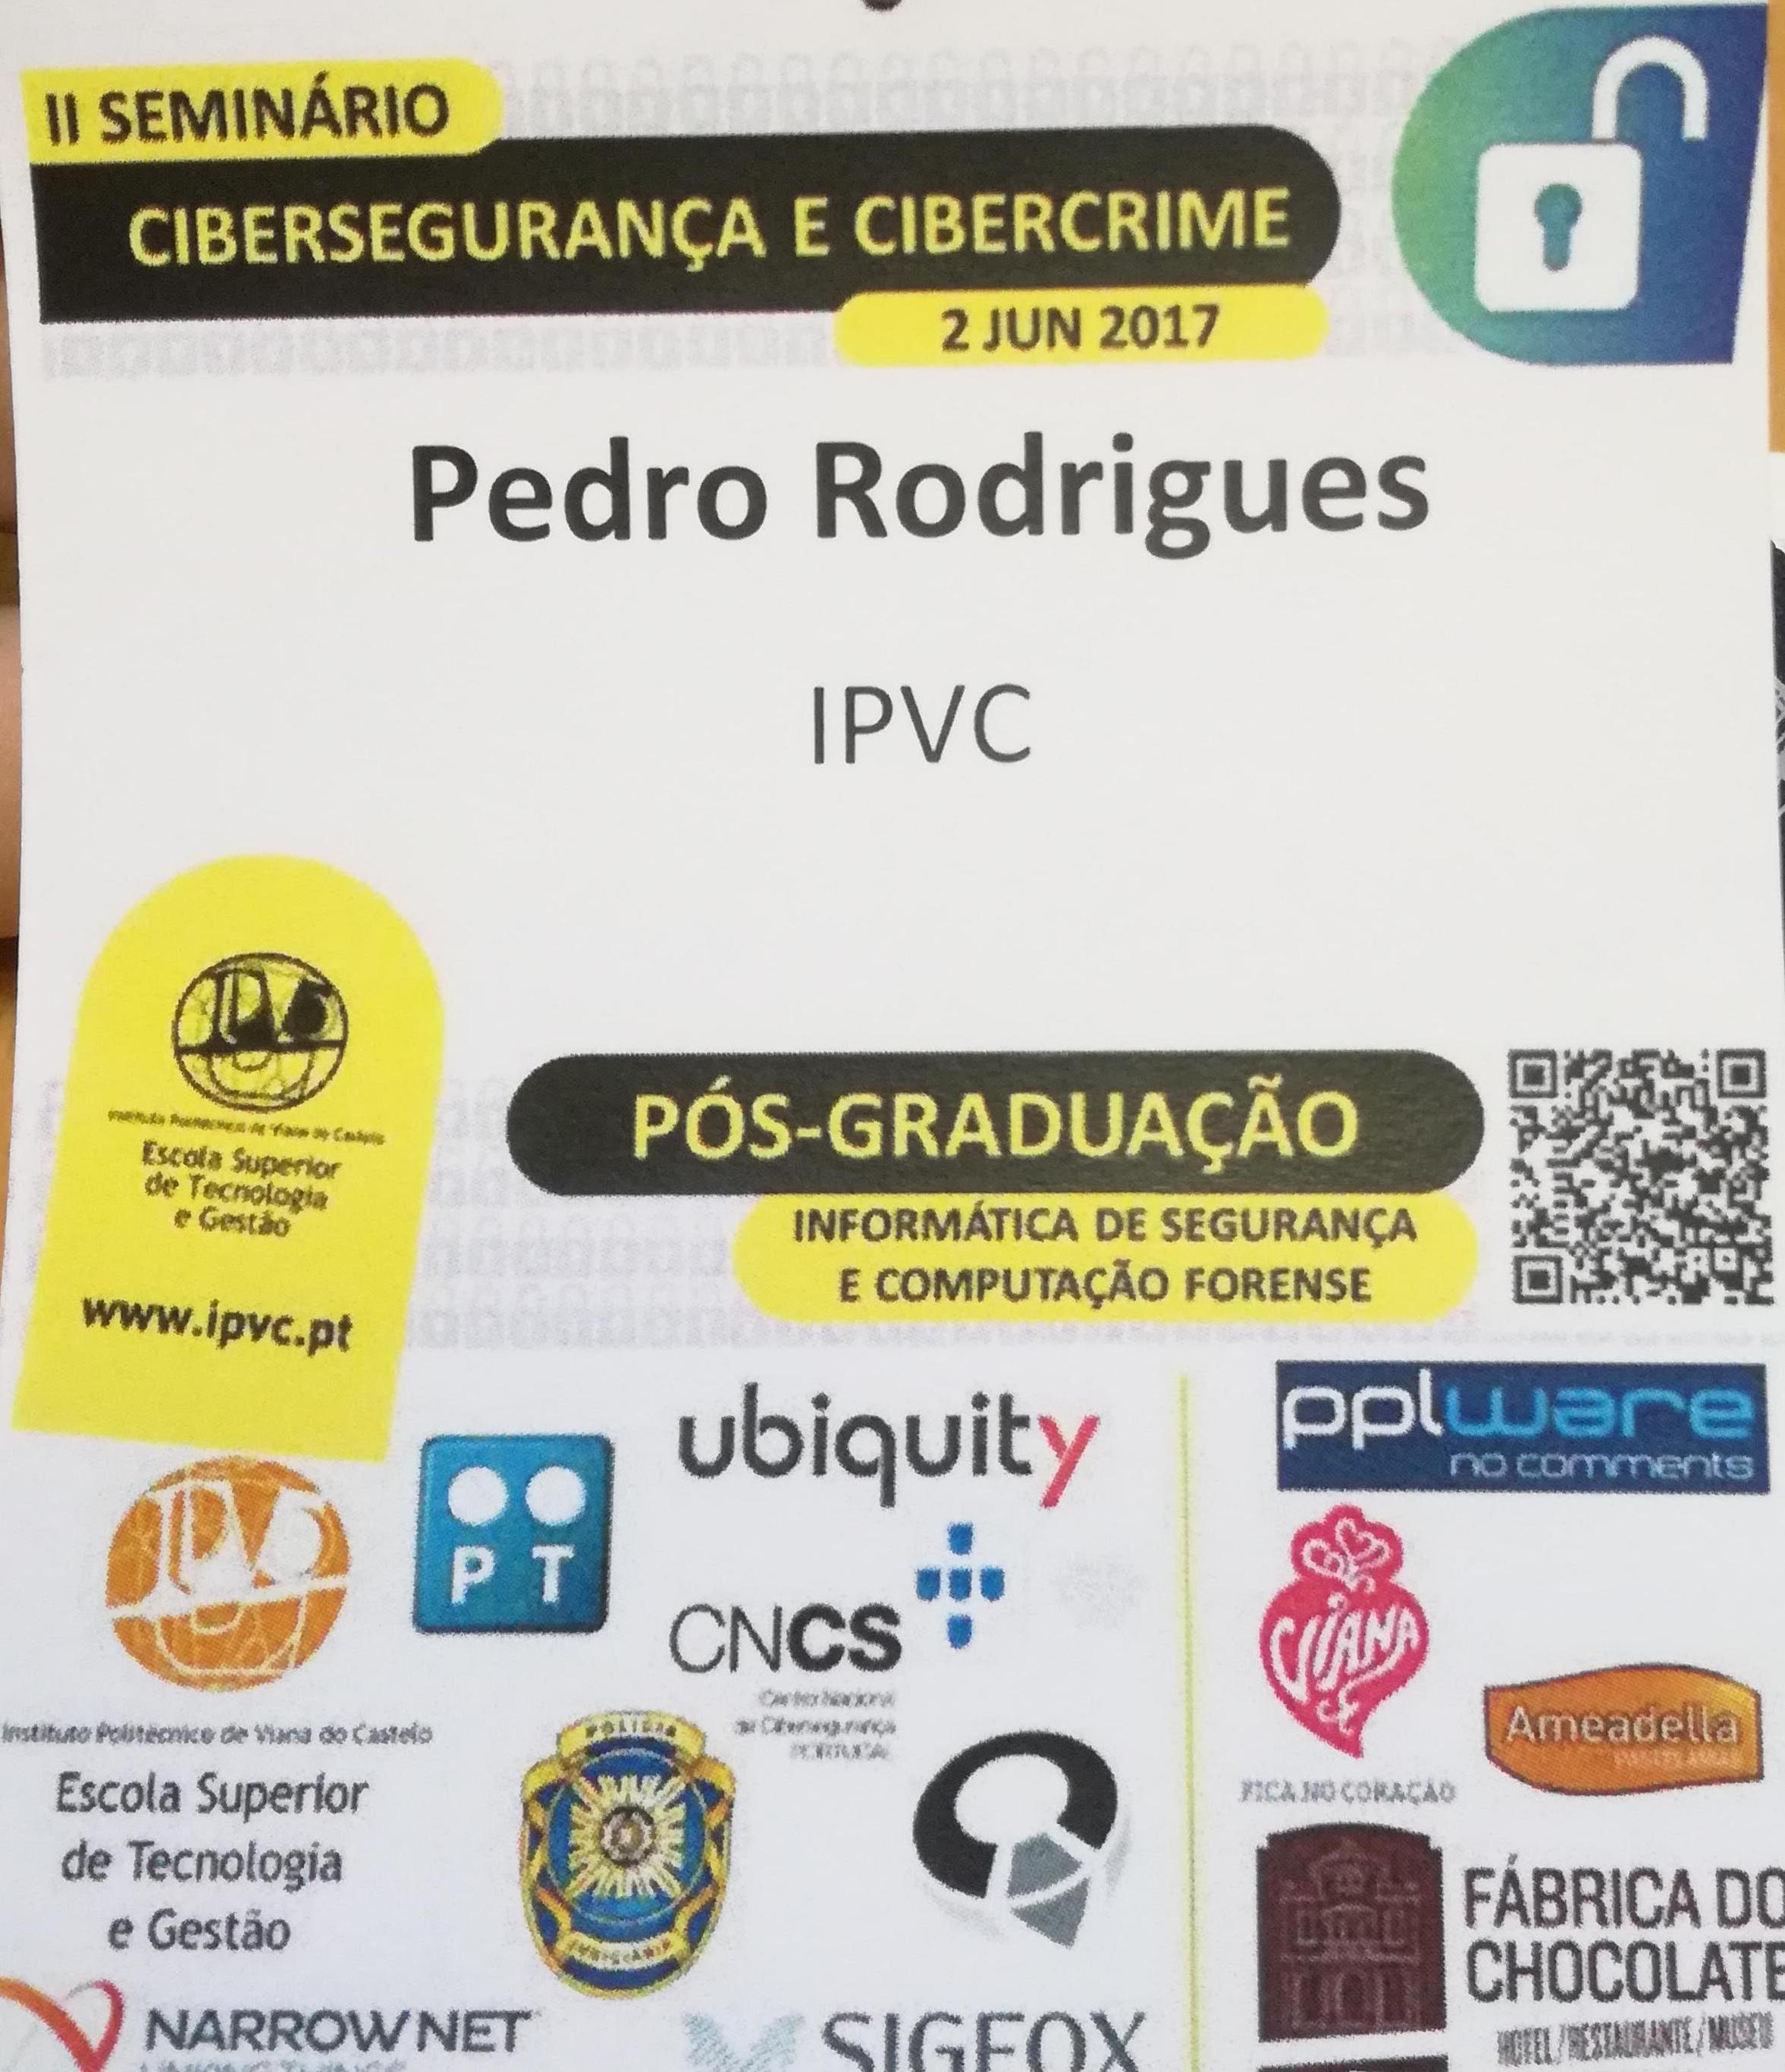 II SEMINÁRIO
CIBERSEGURANÇA E CIBERCRIME
2 JUN 2017
Pedro Rodrigues
IPVC
Instituto Politécnico de Viana do Castelo
Escola Superior
de Tecnologia
e Gestão
www.ipvc.pt
PÓS-GRADUAÇÃO
INFORMÁTICA DE SEGURANÇA
E COMPUTAÇÃO FORENSE
Instituto Politécnico de Viana do Castelo
Escola Superior
de Tecnologia
e Gestão
PT
ubiquity
CNCS
Centro Nacional
de Cibersegurança
PORTUGAL
POLÍCIA
JUDICIÁRIA
NARROWNET
SIGFOX
pplware
no comments
VIANA
FICA NO CORAÇÃO
Ameadella
FÁBRICA DO
CHOCOLATE
HOTEL/RESTAURANTE/MUSEU